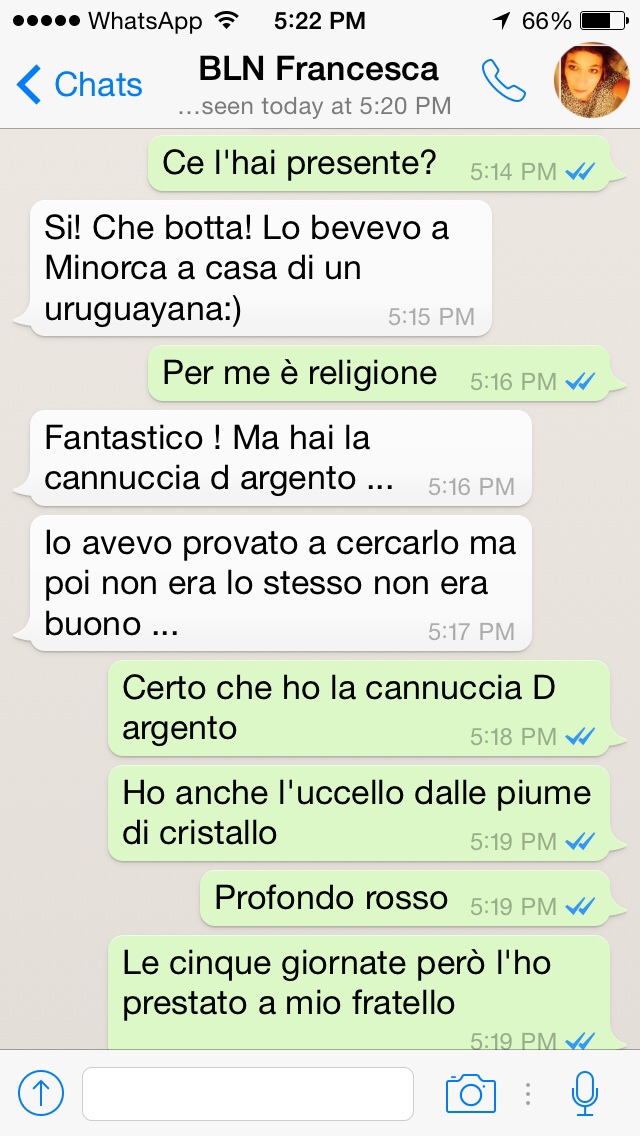 WhatsApp 5:22 PM 66%
Chats BLN Francesca
...seen today at 5:20 PM
Ce l'hai presente? 5:14 PM
Si! Che botta! Lo bevevo a
Minorca a casa di un
uruguayana:) 5:15 PM
Per me è religione 5:16 PM
Fantastico ! Ma hai la
cannuccia d argento ... 5:16 PM
Io avevo provato a cercarlo ma
poi non era lo stesso non era
buono ... 5:17 PM
Certo che ho la cannuccia D
argento 5:18 PM
Ho anche l'uccello dalle piume
di cristallo 5:19 PM
Profondo rosso 5:19 PM
Le cinque giornate però l'ho
prestato a mio fratello
5:19 PM